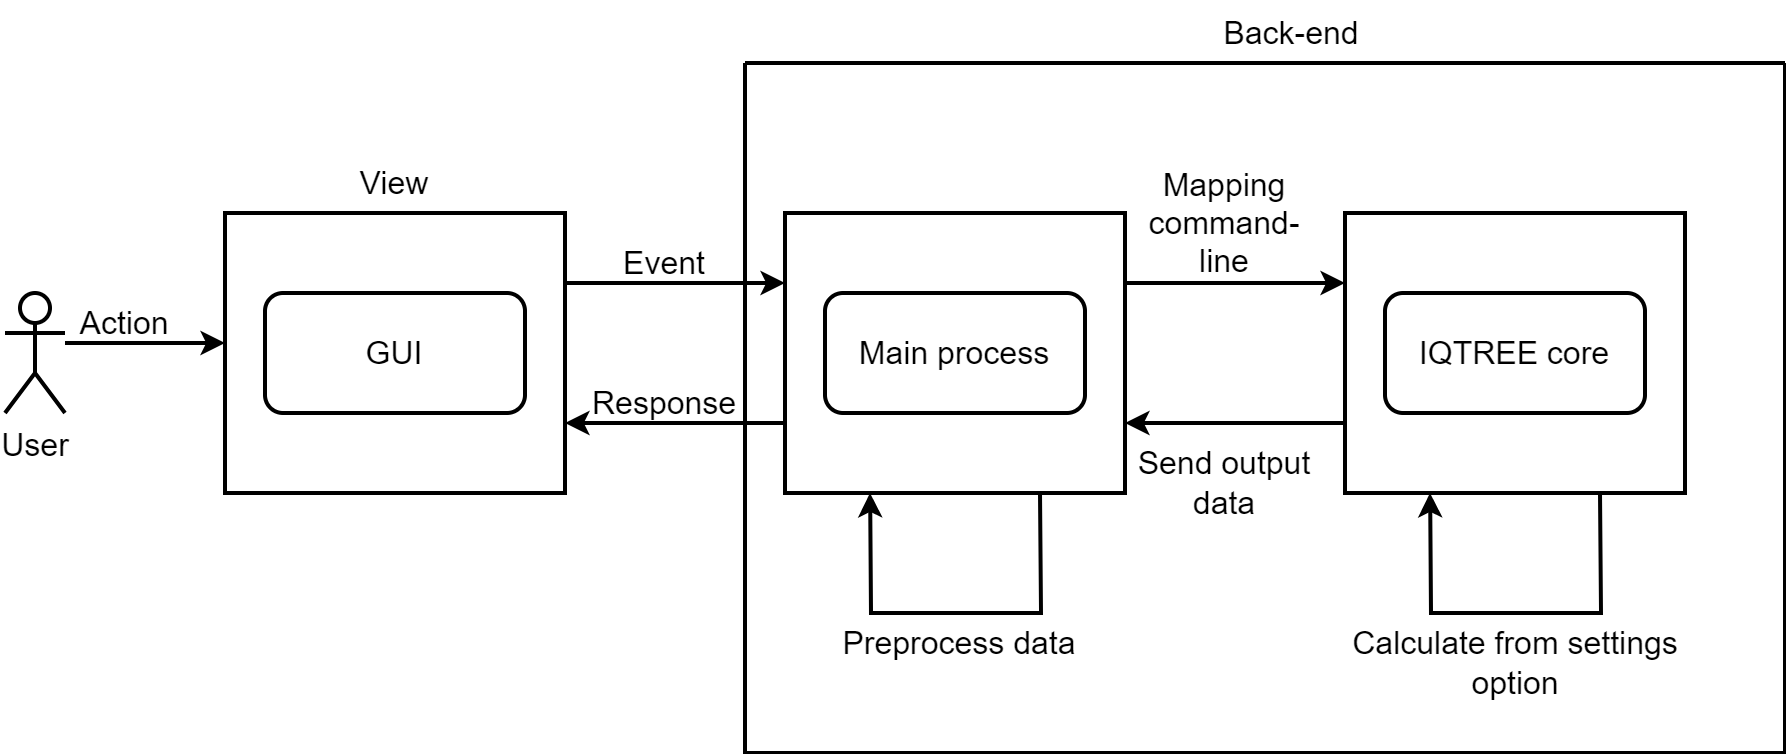 Back-end
View
Mapping
command-
line
Event
Action
GUI
Main process
IQTREE core
Response
User
Send output
data
Preprocess data
Calculate from settings
option